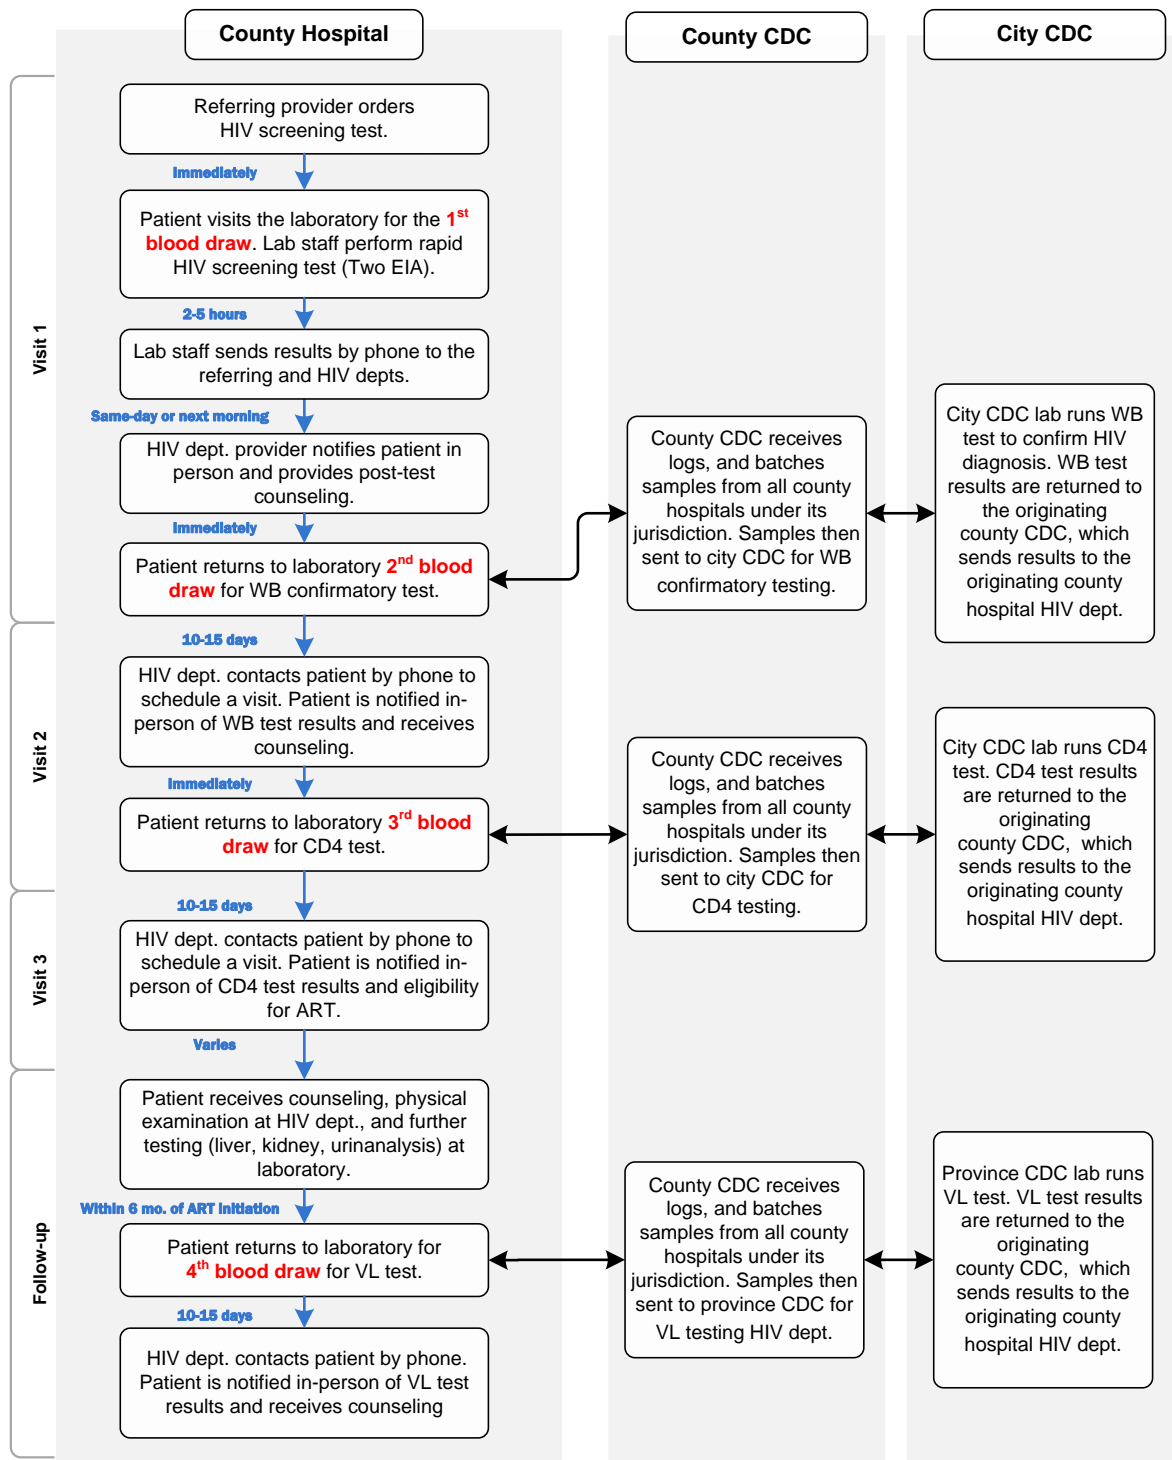 County Hospital
County CDC
City CDC
Visit 1
Referring provider orders
HIV screening test.
Immediately
Patient visits the laboratory for the 1st
blood draw. Lab staff perform rapid
HIV screening test (Two EIA).
2-5 hours
Lab staff sends results by phone to the
referring and HIV depts.
Same-day or next morning
HIV dept. provider notifies patient in
person and provides post-test
counseling.
Immediately
Patient returns to laboratory 2nd blood
draw for WB confirmatory test.
County CDC receives
logs, and batches
samples from all county
hospitals under its
jurisdiction. Samples then
sent to city CDC for WB
confirmatory testing.
City CDC lab runs WB
test to confirm HIV
diagnosis. WB test
results are returned to
the originating
county CDC, which
sends results to the
originating county
hospital HIV dept.
Visit 2
10-15 days
HIV dept. contacts patient by phone to
schedule a visit. Patient is notified in-
person of WB test results and receives
counseling.
Immediately
Patient returns to laboratory 3rd blood
draw for CD4 test.
County CDC receives
logs, and batches
samples from all county
hospitals under its
jurisdiction. Samples then
sent to city CDC for
CD4 testing.
City CDC lab runs CD4
test. CD4 test results
are returned to the
originating
county CDC,  which
sends results to the
originating county
hospital HIV dept.
Visit 3
10-15 days
HIV dept. contacts patient by phone to
schedule a visit. Patient is notified in-
person of CD4 test results and eligibility
for ART.
Varies
Follow-up
Patient receives counseling, physical
examination at HIV dept., and further
testing (liver, kidney, urinanalysis) at
laboratory.
Within 6 mo. of ART initiation
Patient returns to laboratory for
4th blood draw for VL test.
10-15 days
HIV dept. contacts patient by phone.
Patient is notified in-person of VL test
results and receives counseling
County CDC receives
logs, and batches
samples from all county
hospitals under its
jurisdiction. Samples then
sent to province CDC for
VL testing HIV dept.
Province CDC lab runs
VL test. VL test results
are returned to the
originating
county CDC,  which
sends results to the
originating county
hospital HIV dept.